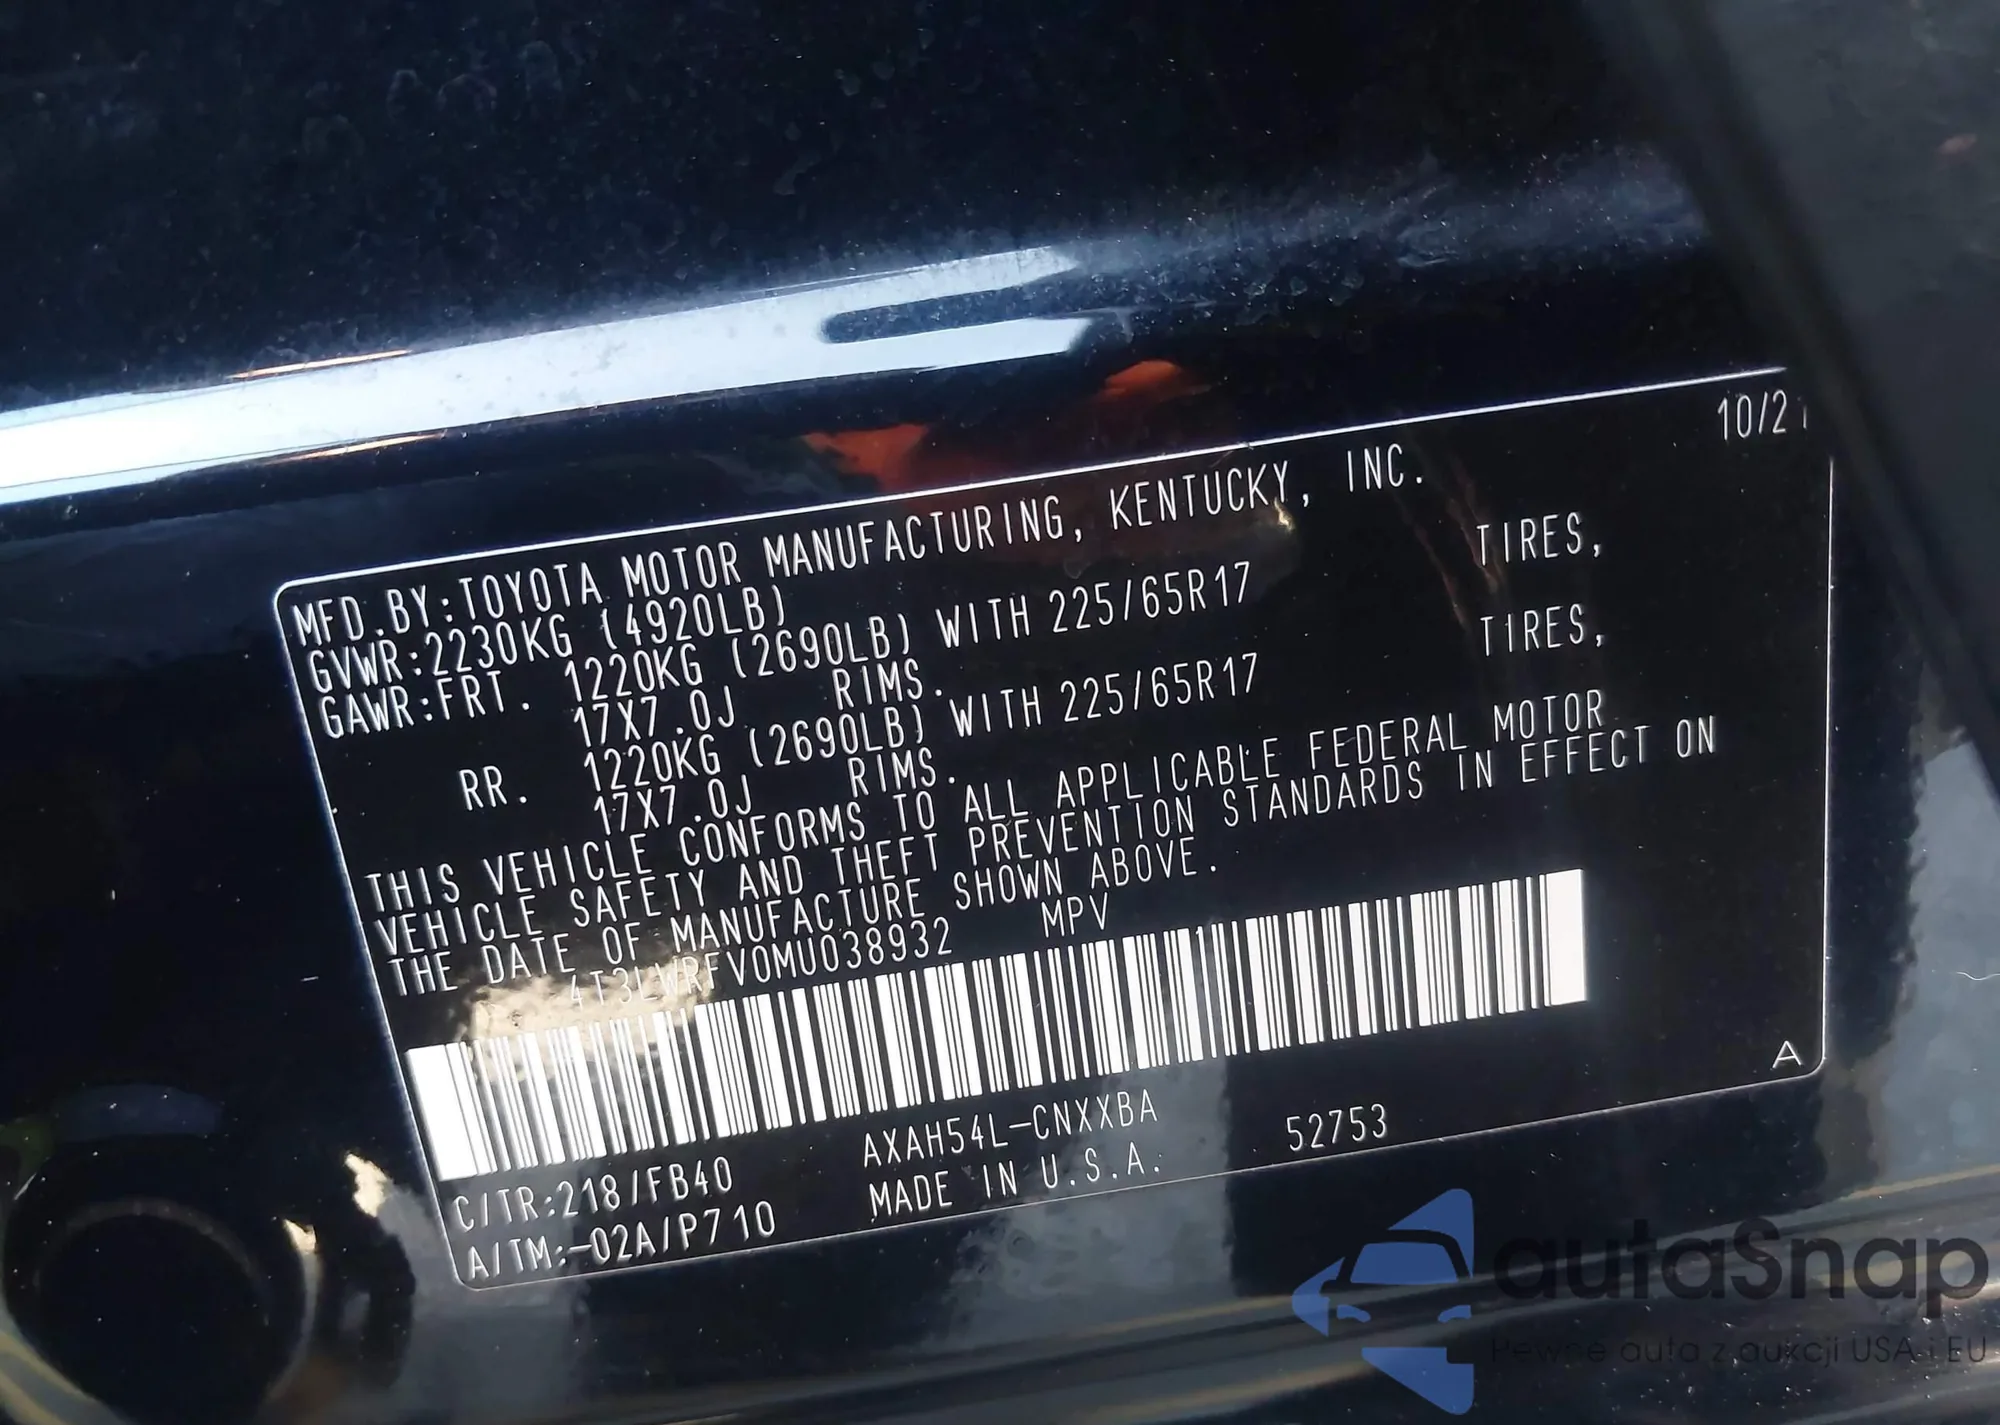 10/21
MFD.BY:TOYOTA MOTOR MANUFACTURING, KENTUCKY, INC.
GVWR:2230KG (4920LB)
GAWR:FRT. 1220KG (2690LB) WITH 225/65R17 TIRES,
17X7.0J RIMS.
RR. 1220KG (2690LB) WITH 225/65R17 TIRES,
17X7.0J RIMS.
THIS VEHICLE CONFORMS TO ALL APPLICABLE FEDERAL MOTOR
VEHICLE SAFETY AND THEFT PREVENTION STANDARDS IN EFFECT ON
THE DATE OF MANUFACTURE SHOWN ABOVE.
4T3LWRFV0MU038932 MPV
A
C/TR:218/FB40 AXAH54L-CNXXBA 52753
A/TM:-02A/P710 MADE IN U.S.A.
autaSnap
Pewne auta z aukcji USA i EU